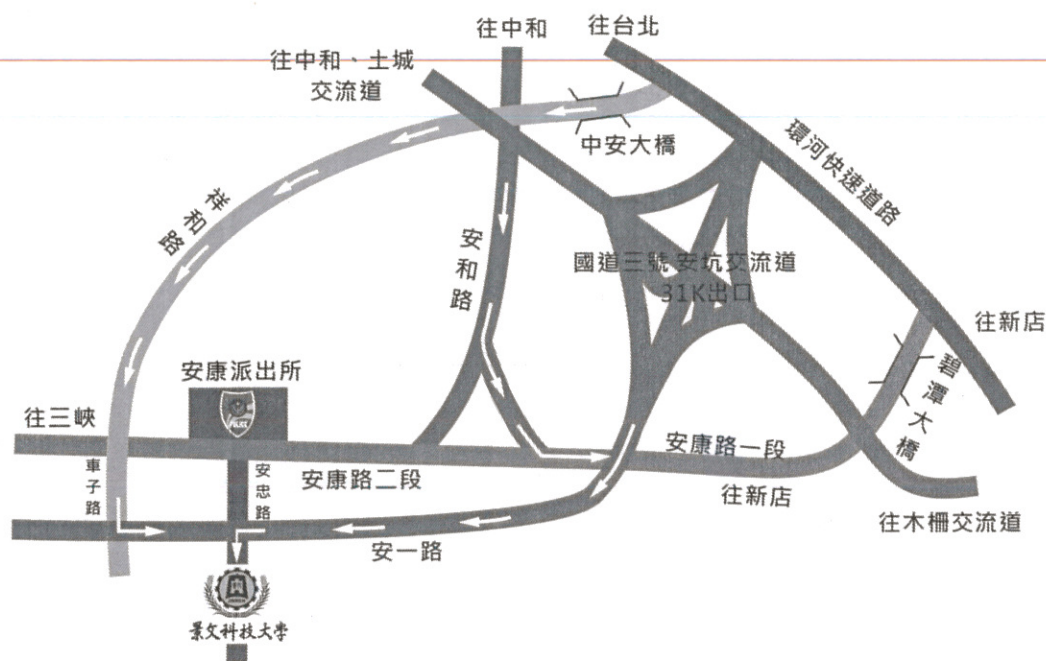 往中和
往台北
往中和、土城
交流道
中安大橋
環河快速道路
祥和路
安和路
國道三號 安坑交流道
31K出口
往新店
碧潭大橋
安康派出所
往三峽
安康路一段
車子路
安忠路
安康路二段
往新店
往木柵交流道
安一路
景文科技大學